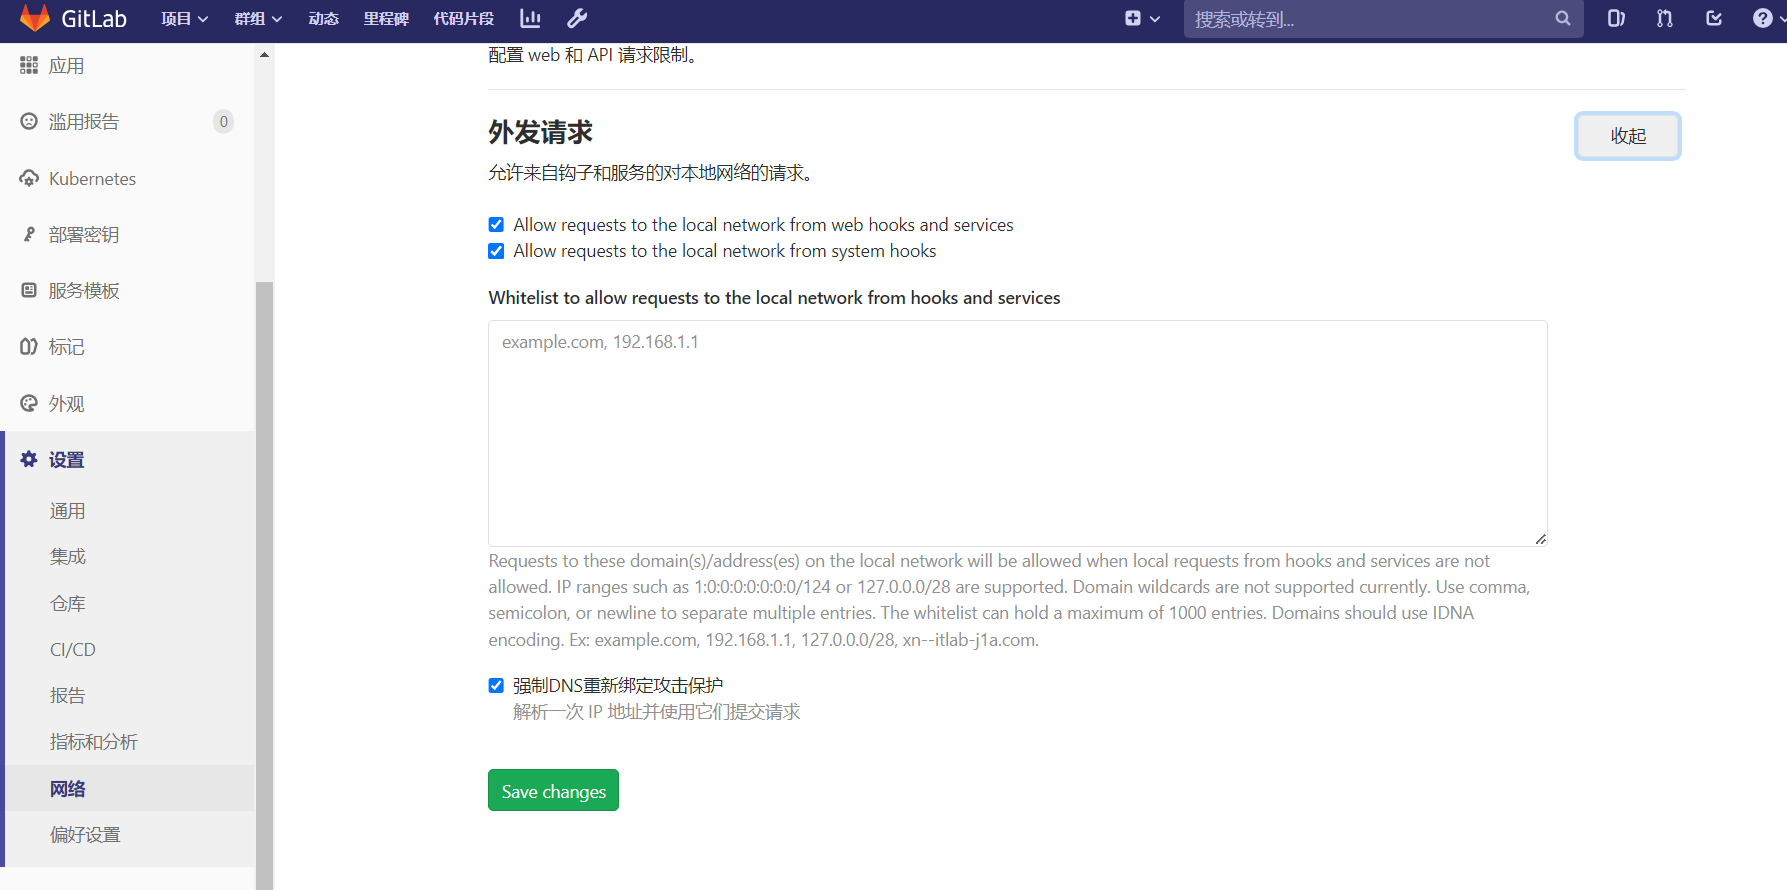 GitLab 项目 群组 动态 里程碑 代码片段 搜索或转到...
应用
滥用报告 0
Kubernetes
部署密钥
服务模板
标记
外观
设置
通用
集成
仓库
CI/CD
报告
指标和分析
网络
偏好设置
配置 web 和 API 请求限制。
外发请求
收起
允许来自钩子和服务的对本地网络的请求。
Allow requests to the local network from web hooks and services
Allow requests to the local network from system hooks
Whitelist to allow requests to the local network from hooks and services
example.com, 192.168.1.1
Requests to these domain(s)/address(es) on the local network will be allowed when local requests from hooks and services are not
allowed. IP ranges such as 1:0:0:0:0:0:0:0/124 or 127.0.0.0/28 are supported. Domain wildcards are not supported currently. Use comma,
semicolon, or newline to separate multiple entries. The whitelist can hold a maximum of 1000 entries. Domains should use IDNA
encoding. Ex: example.com, 192.168.1.1, 127.0.0.0/28, xn--itlab-j1a.com.
强制DNS重新绑定攻击保护
解析一次 IP 地址并使用它们提交请求
Save changes